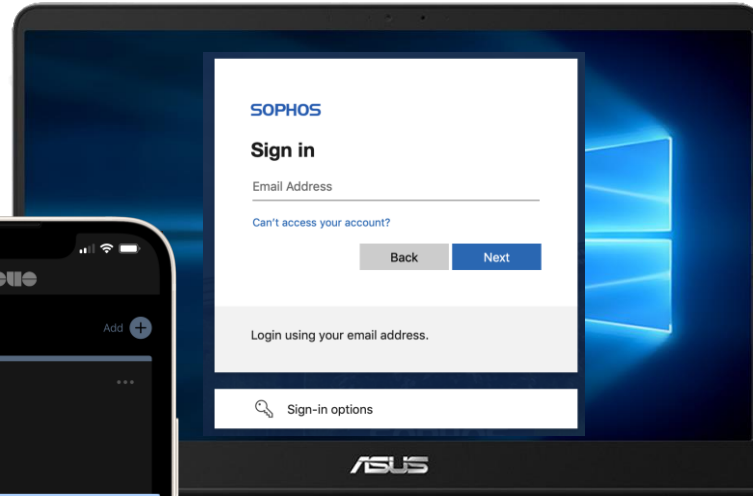 SOPHOS
Sign in
Email Address
Can't access your account?
Back
Next
Login using your email address.
Sign-in options
Add
ASUS